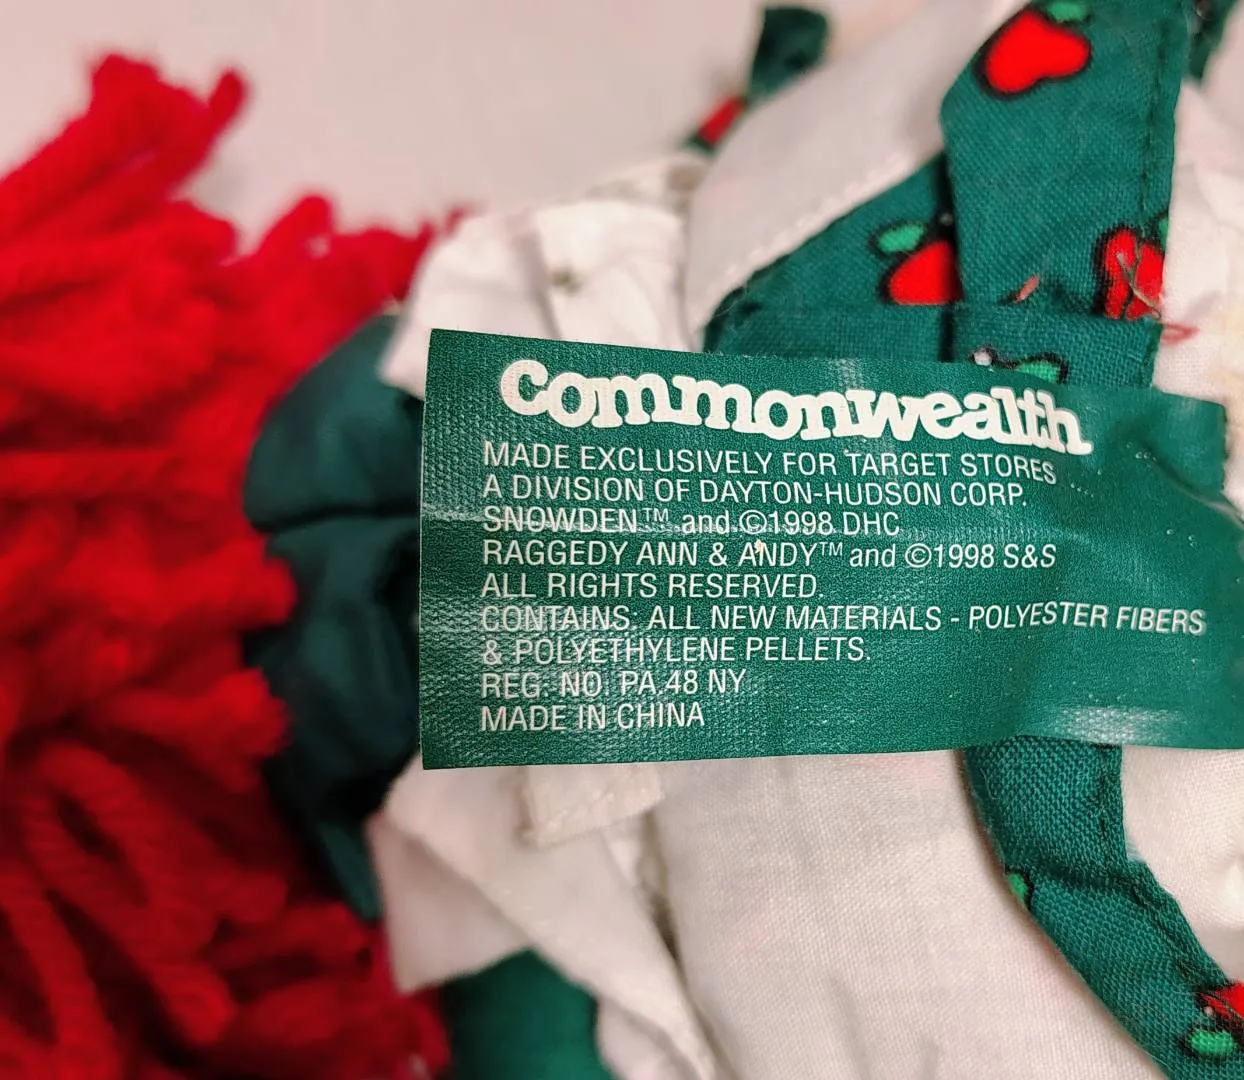 Commonwealth
MADE EXCLUSIVELY FOR TARGET STORES
A DIVISION OF DAYTON-HUDSON CORP.
SNOWDEN™ and ©1998 DHC
RAGGEDY ANN & ANDY™ and ©1998 S&S
ALL RIGHTS RESERVED.
CONTAINS: ALL NEW MATERIALS - POLYESTER FIBERS
& POLYETHYLENE PELLETS.
REG. NO. PA.48 NY
MADE IN CHINA